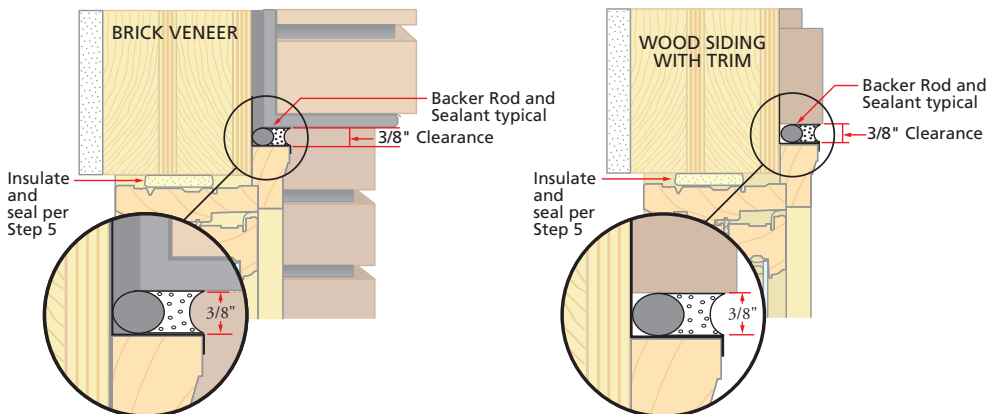 BRICK VENEER
Backer Rod and
Sealant typical
3/8" Clearance
Insulate
and
seal per
Step 5
3/8"
WOOD SIDING
WITH TRIM
Backer Rod and
Sealant typical
3/8" Clearance
Insulate
and
seal per
Step 5
3/8"